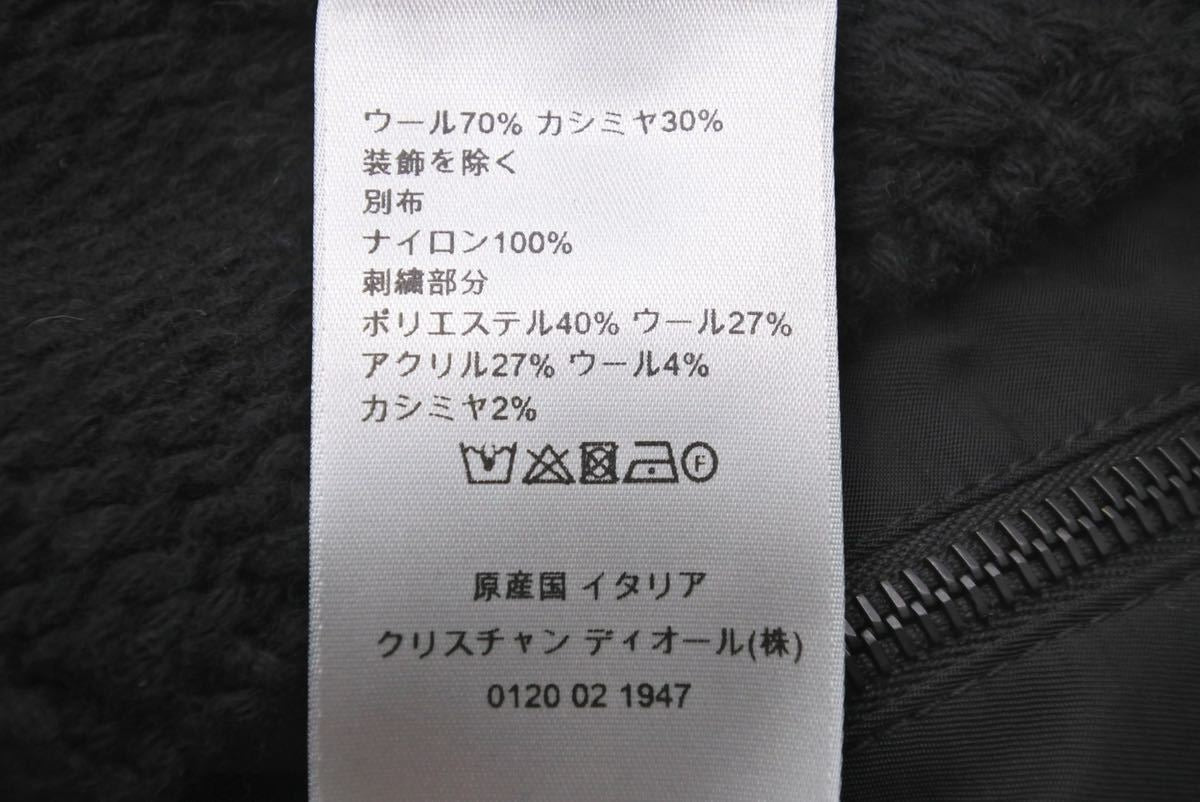 ウール70% カシミヤ30%
装飾を除く
別布
ナイロン100%
刺繍部分
ポリエステル40% ウール27%
アクリル27% ウール4%
カシミヤ2%
F
原産国 イタリア
クリスチャン ディオール(株)
0120 02 1947